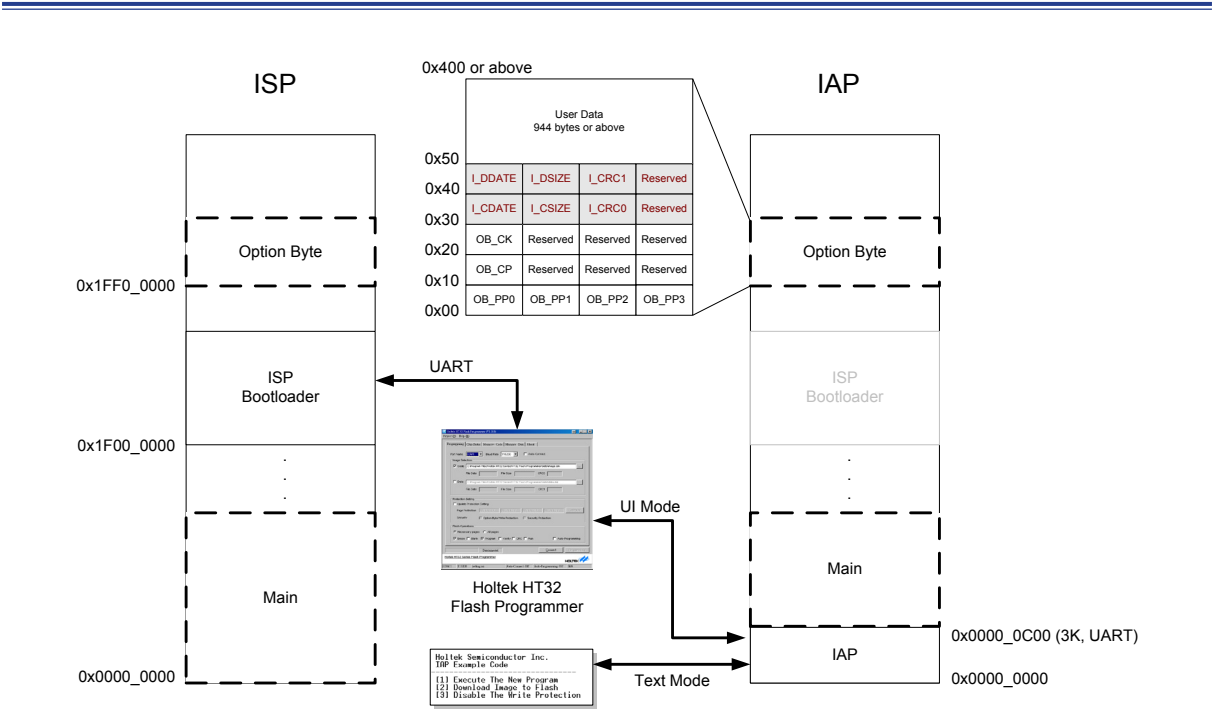 ISP
0x400 or above
IAP
User Data
944 bytes or above
0x50
I_DDATE I_DSIZE I_CRC1 Reserved
0x40
I_CDATE I_CSIZE I_CRC0 Reserved
0x30
OB_CK Reserved Reserved Reserved
0x20
OB_CP Reserved Reserved Reserved
0x10
OB_PP0 OB_PP1 OB_PP2 OB_PP3
0x00
Option Byte
0x1FF0_0000
Option Byte
ISP
Bootloader
UART
ISP
Bootloader
0x1F00_0000
.
.
.
.
.
.
UI Mode
Holtek HT32
Flash Programmer
Main
Main
0x0000_0C00 (3K, UART)
IAP
Holtek Semiconductor Inc.
IAP Example Code
[1] Execute The New Program
[2] Download Image to Flash
[3] Disable The Write Protection
Text Mode
0x0000_0000
0x0000_0000